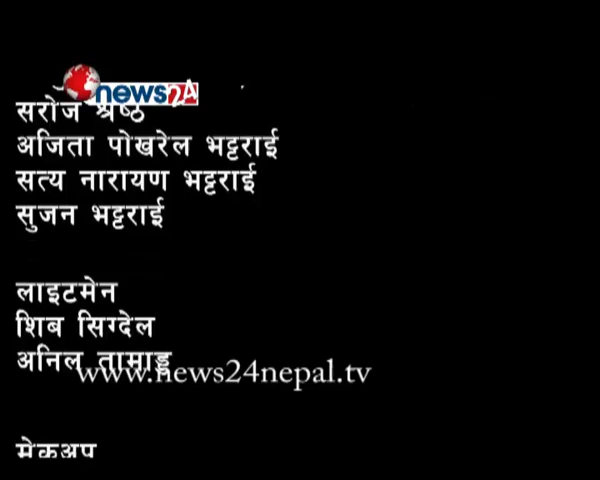 news24
सरोज श्रेष्ठ
अजिता पोखरेल भट्टराई
सत्य नारायण भट्टराई
सुजन भट्टराई
लाइटमेन
शिब सिग्देल
अनिल तामाङ्ग
www.news24nepal.tv
मेकअप